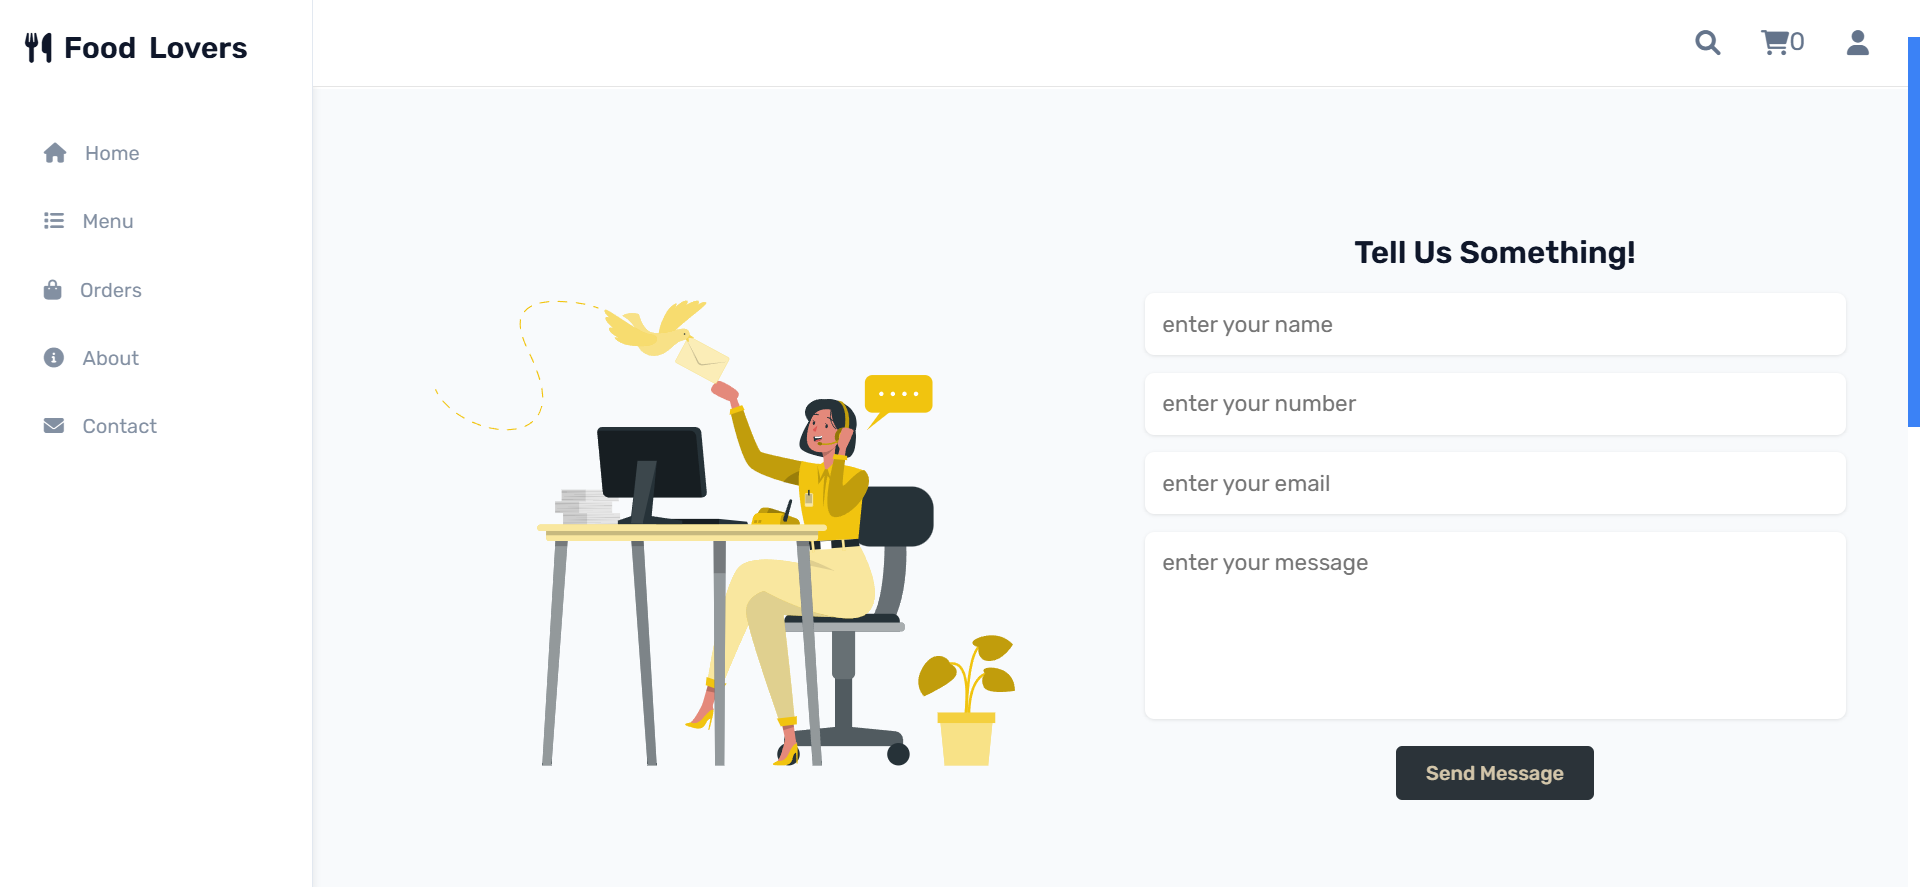 Food Lovers
0
Home
Menu
Orders
About
Contact
Tell Us Something!
enter your name
enter your number
enter your email
enter your message
Send Message